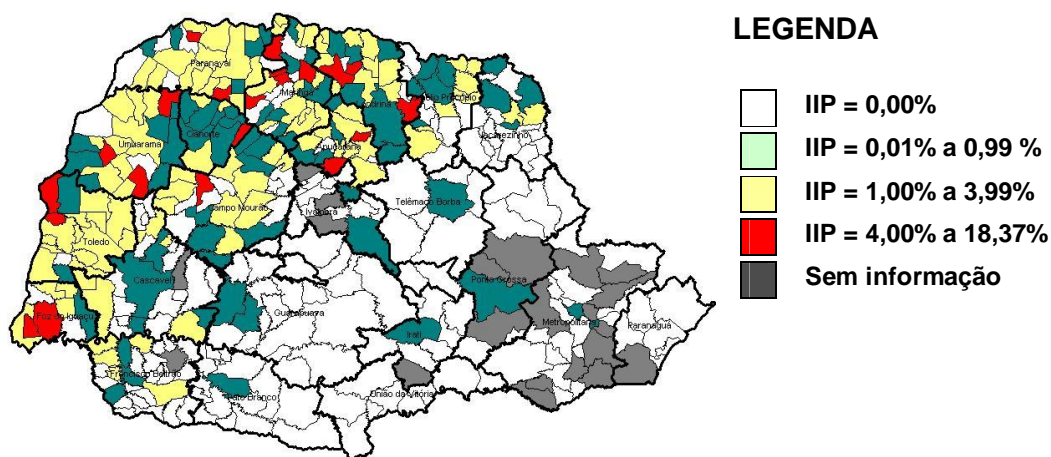 LEGENDA
IIP = 0,00%
IIP = 0,01% a 0,99 %
IIP = 1,00% a 3,99%
IIP = 4,00% a 18,37%
Sem informação
Paranavaí
Maringá
Londrina
Jacarezinho
Umuarama
Cianorte
Apucarana
Campo Mourão
Ivaiporã
Telêmaco Borba
Toledo
Cascavel
Ponta Grossa
Foz do Iguaçu
Guarapuava
Irati
Metropolitana
Paranaguá
Francisco Beltrão
Pato Branco
União da Vitória